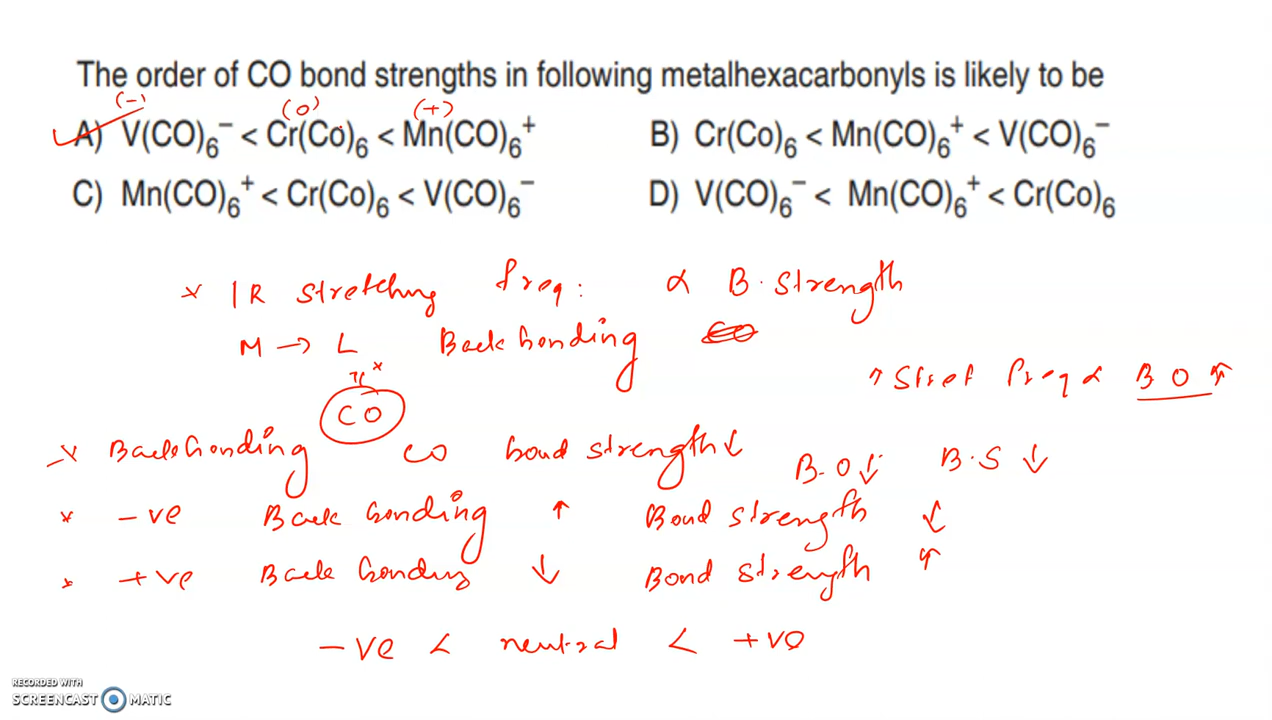 The order of CO bond strengths in following metalhexacarbonyls is likely to be
(-) (0) (+)
A) V(CO)₆⁻ < Cr(Co)₆ < Mn(CO)₆⁺ B) Cr(Co)₆ < Mn(CO)₆⁺ < V(CO)₆⁻
C) Mn(CO)₆⁺ < Cr(Co)₆ < V(CO)₆⁻ D) V(CO)₆⁻ < Mn(CO)₆⁺ < Cr(Co)₆
* IR stretching freq: ∝ B. Strength
M → L Back bonding
π*
↑ Stret freq ∝ BO ↑
CO
* Back bonding CO bond strength ↓ B.O ↓ B.S ↓
* -ve Back bonding ↑ Bond strength ↓
* +ve Back bonding ↓ Bond strength ↑
-ve < neutral < +ve
RECORDED WITH
SCREENCAST MATIC